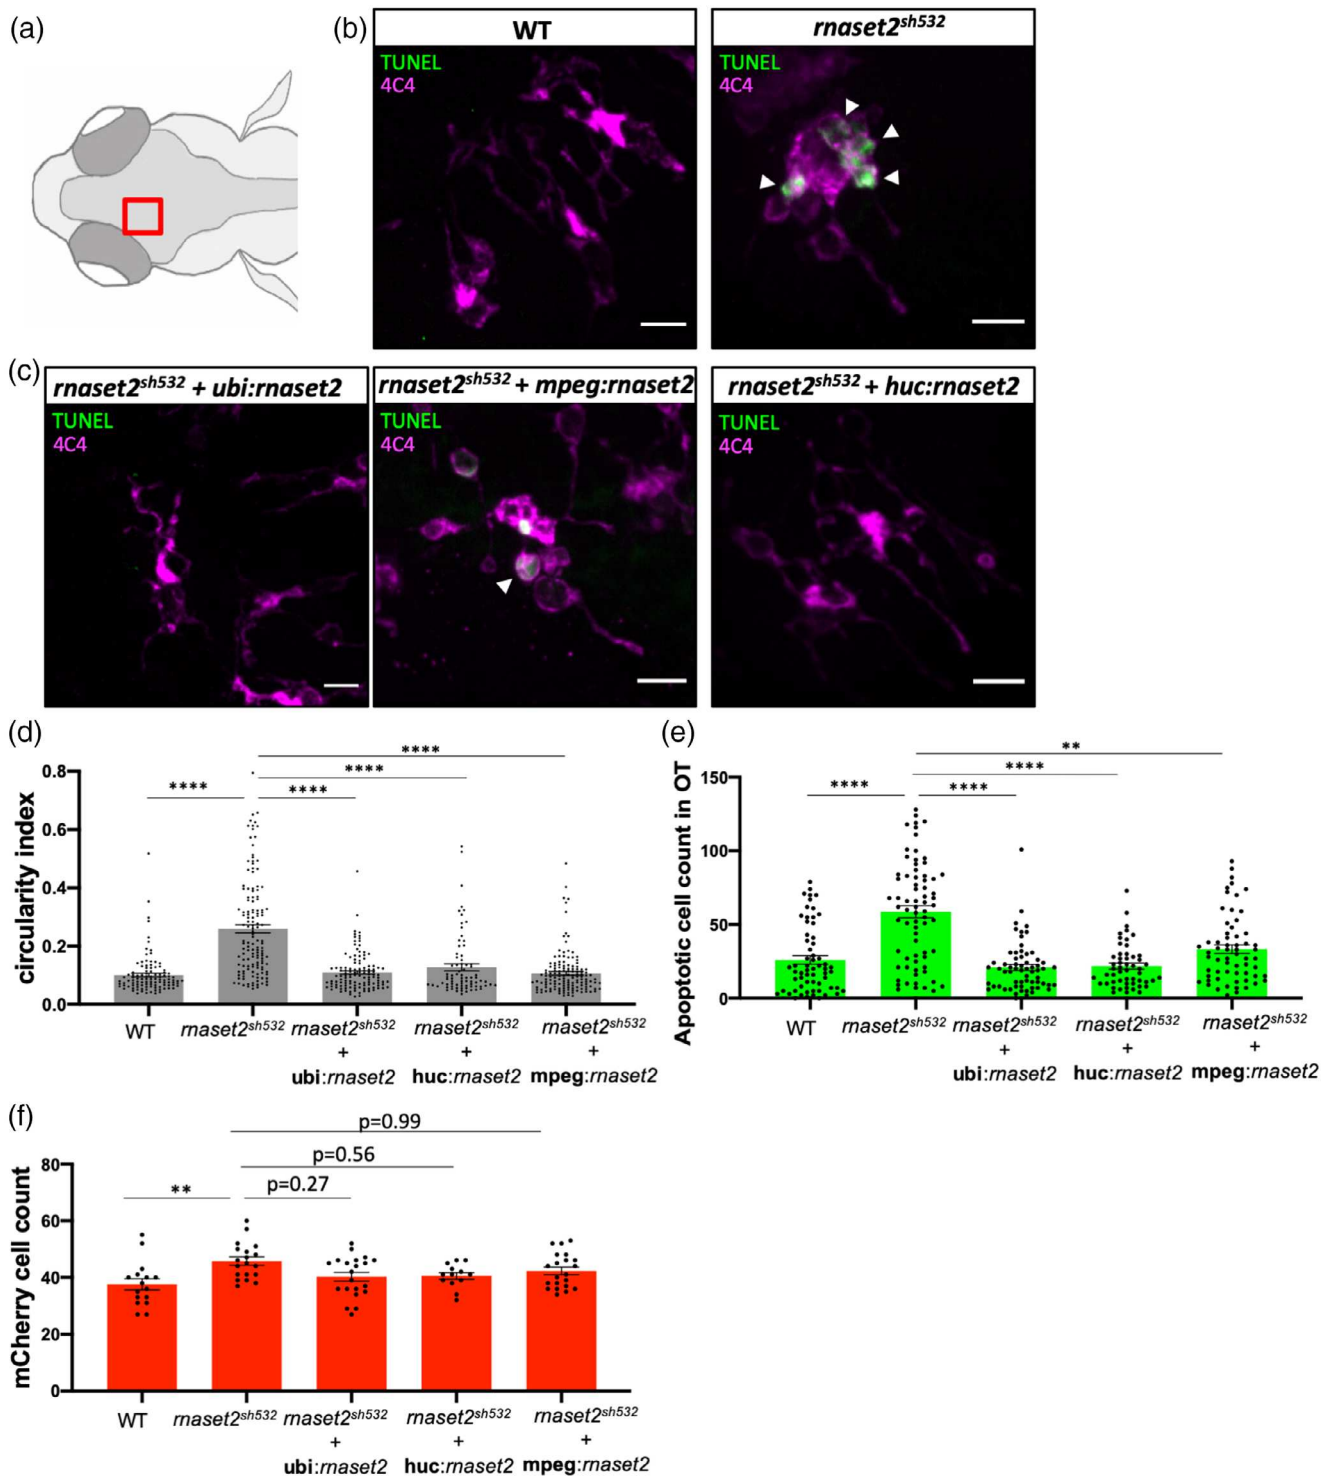 (a)
(b)
WT
rnaset2sh532
TUNEL
4C4
TUNEL
4C4
(c)
rnaset2sh532 + ubi:rnaset2
rnaset2sh532 + mpeg:rnaset2
rnaset2sh532 + huc:rnaset2
TUNEL
4C4
TUNEL
4C4
TUNEL
4C4
(d)
circularity index
0.8
0.6
0.4
0.2
0.0
****
****
****
****
WT
rnaset2sh532
rnaset2sh532
+
ubi:rnaset2
rnaset2sh532
+
huc:rnaset2
rnaset2sh532
+
mpeg:rnaset2
(e)
Apoptotic cell count in OT
150
100
50
0
**
****
****
****
WT
rnaset2sh532
rnaset2sh532
+
ubi:rnaset2
rnaset2sh532
+
huc:rnaset2
rnaset2sh532
+
mpeg:rnaset2
(f)
mCherry cell count
80
60
40
20
0
p=0.99
p=0.56
p=0.27
**
WT
rnaset2sh532
rnaset2sh532
+
ubi:rnaset2
rnaset2sh532
+
huc:rnaset2
rnaset2sh532
+
mpeg:rnaset2